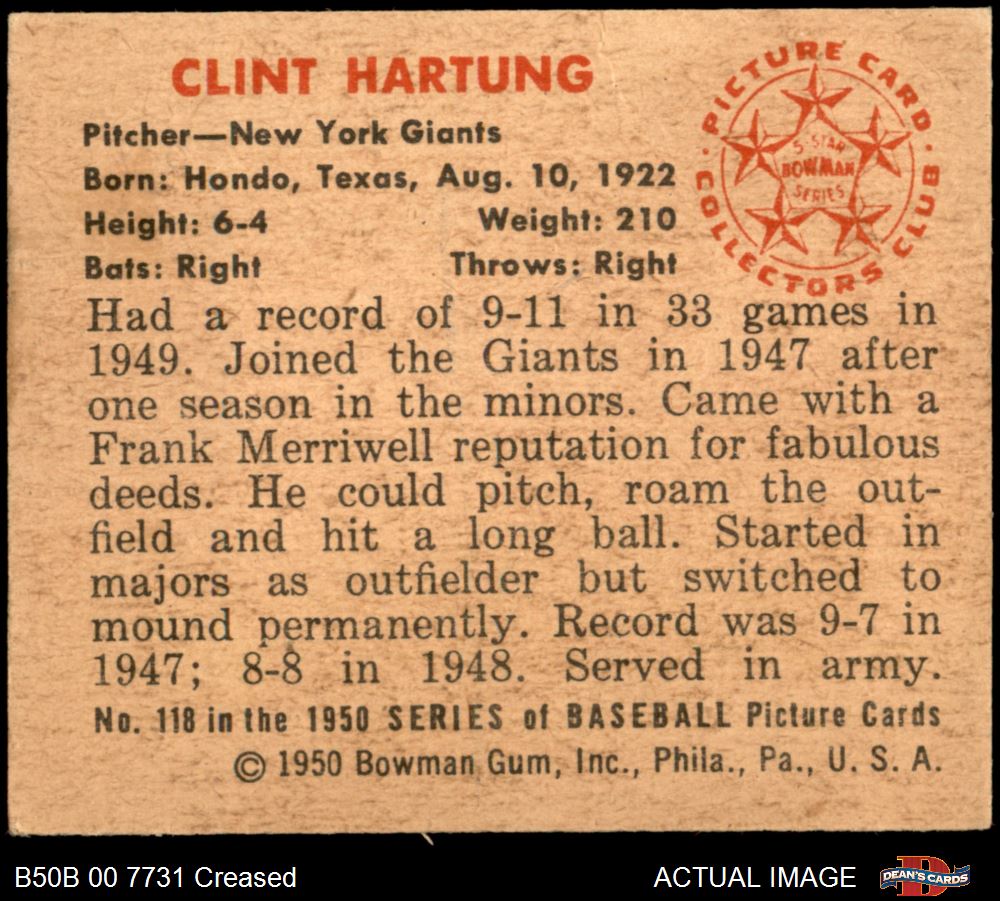 CLINT HARTUNG
Pitcher—New York Giants
Born: Hondo, Texas, Aug. 10, 1922
Height: 6-4 Weight: 210
Bats: Right Throws: Right
PICTURE CARD
COLLECTORS CLUB
5-STAR
BOWMAN
SERIES
Had a record of 9-11 in 33 games in
1949. Joined the Giants in 1947 after
one season in the minors. Came with a
Frank Merriwell reputation for fabulous
deeds. He could pitch, roam the out-
field and hit a long ball. Started in
majors as outfielder but switched to
mound permanently. Record was 9-7 in
1947; 8-8 in 1948. Served in army.
No. 118 in the 1950 SERIES of BASEBALL Picture Cards
© 1950 Bowman Gum, Inc., Phila., Pa., U. S. A.
B50B 00 7731 Creased
ACTUAL IMAGE
D
DEAN'S CARDS